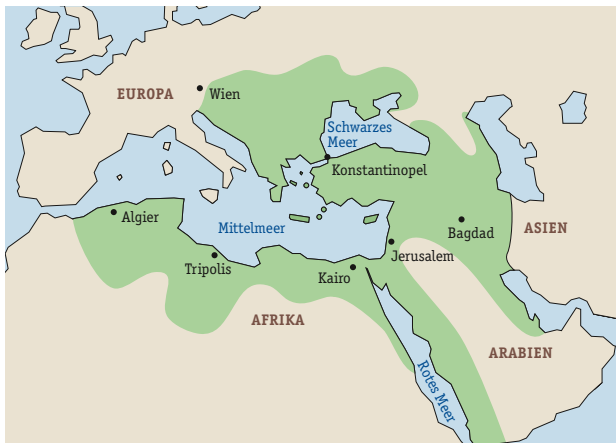 EUROPA
Wien
Schwarzes
Meer
Konstantinopel
Algier
Mittelmeer
Bagdad
ASIEN
Tripolis
Jerusalem
Kairo
AFRIKA
ARABIEN
Rotes Meer